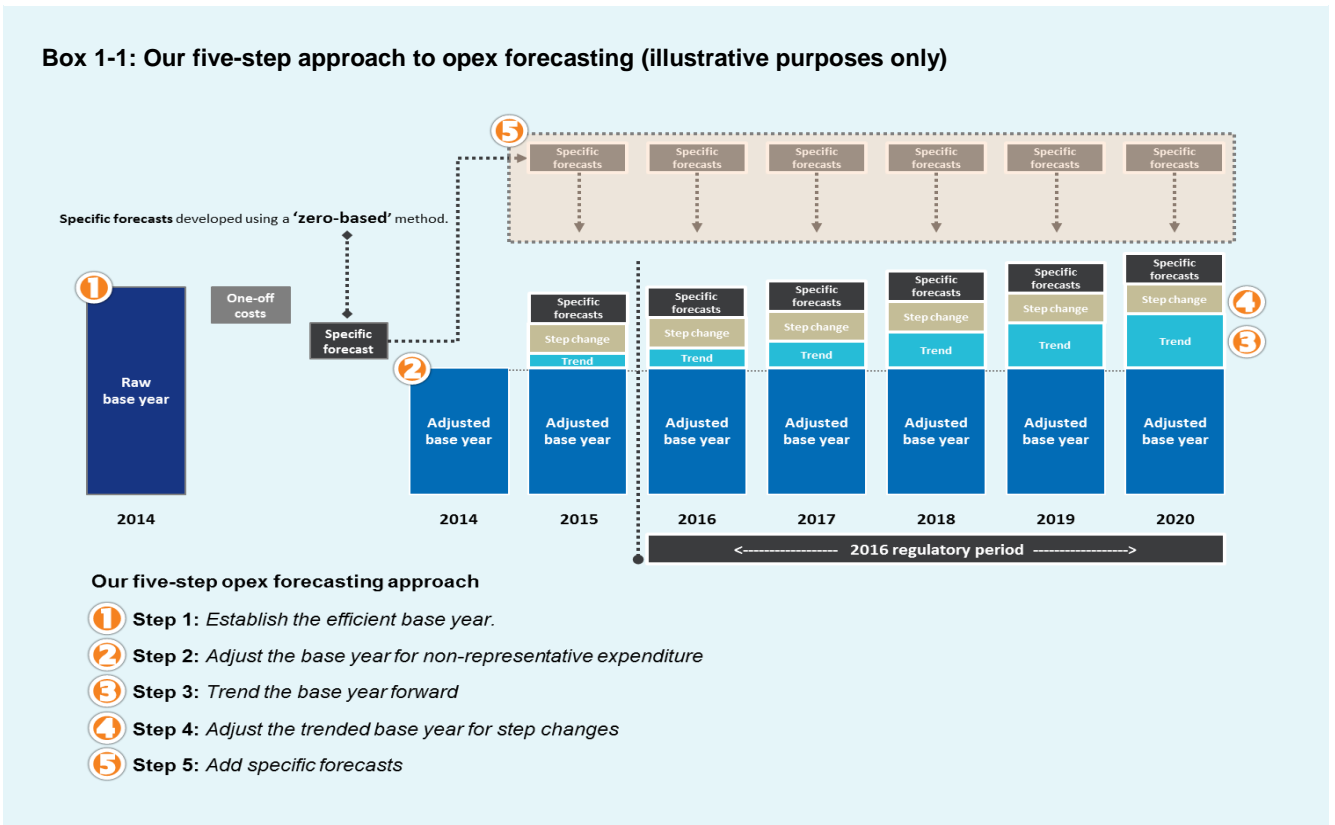 Box 1-1: Our five-step approach to opex forecasting (illustrative purposes only)
5
Specific
forecasts
Specific
forecasts
Specific
forecasts
Specific
forecasts
Specific
forecasts
Specific
forecasts
Specific forecasts developed using a ‘zero-based’ method.
1
Raw
base year
2014
One-off
costs
Specific
forecast
2
Adjusted
base year
2014
Specific
forecasts
Step change
Trend
Adjusted
base year
2015
Specific
forecasts
Step change
Trend
Adjusted
base year
2016
Specific
forecasts
Step change
Trend
Adjusted
base year
2017
Specific
forecasts
Step change
Trend
Adjusted
base year
2018
Specific
forecasts
Step change
Trend
Adjusted
base year
2019
Specific
forecasts
Step change
Trend
Adjusted
base year
2020
4
3
<------------------ 2016 regulatory period ------------------>
Our five-step opex forecasting approach
1 Step 1: Establish the efficient base year.
2 Step 2: Adjust the base year for non-representative expenditure
3 Step 3: Trend the base year forward
4 Step 4: Adjust the trended base year for step changes
5 Step 5: Add specific forecasts